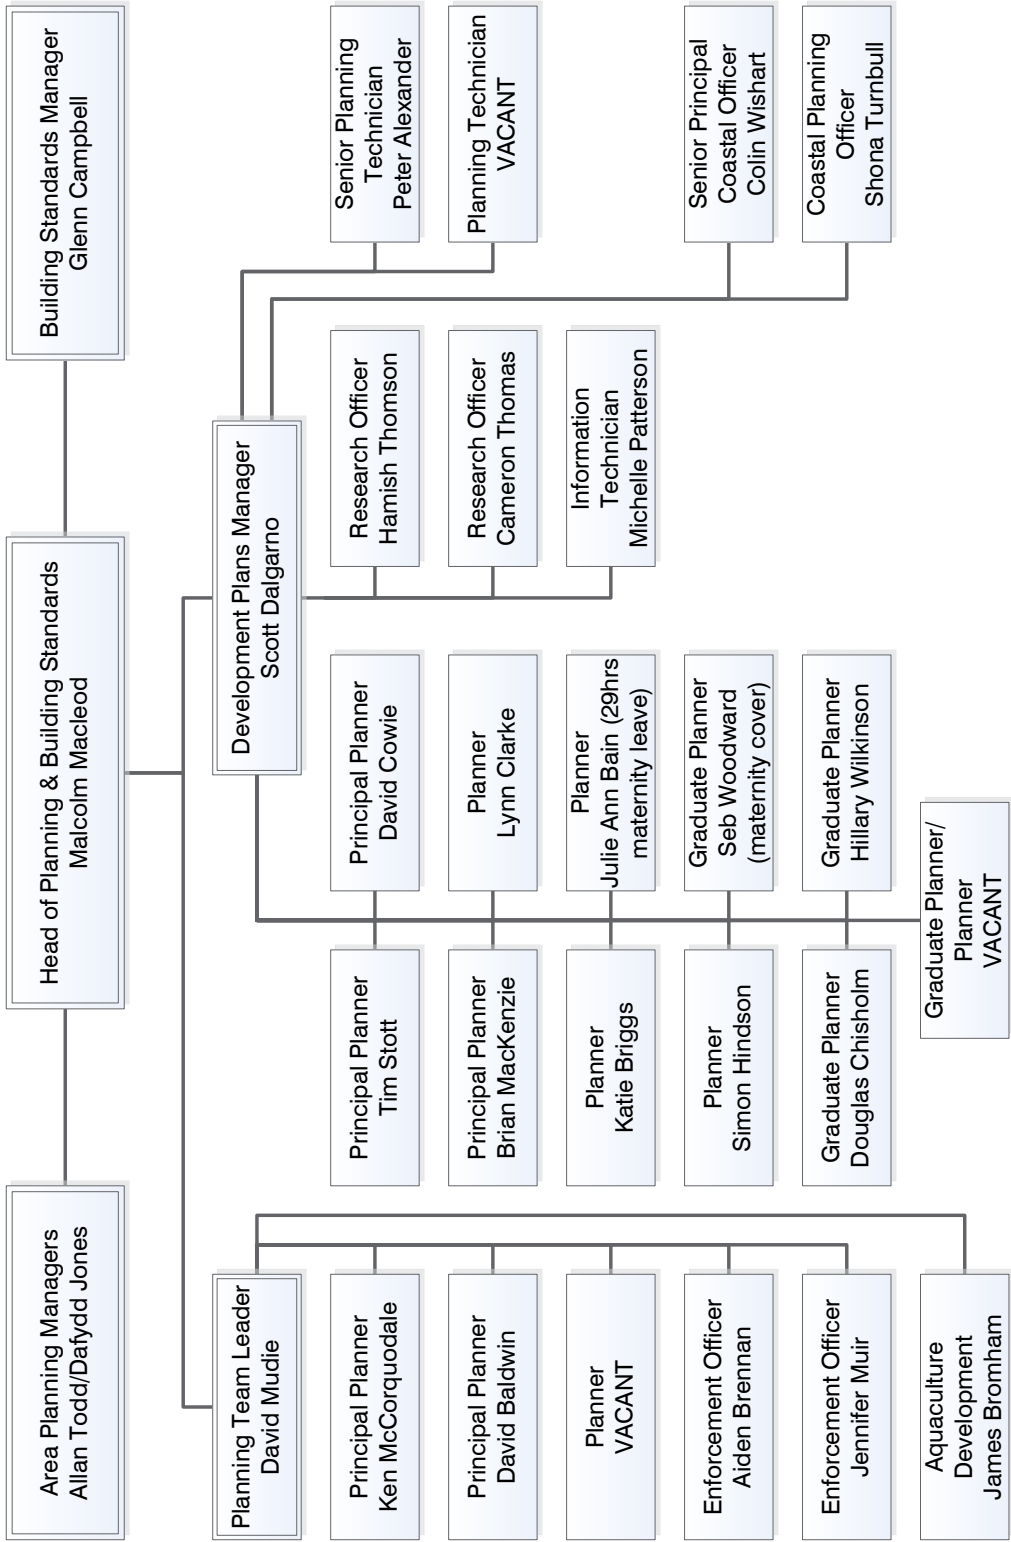 Area Planning Managers
Allan Todd/Dafydd Jones
Head of Planning & Building Standards
Malcolm Macleod
Building Standards Manager
Glenn Campbell
Planning Team Leader
David Mudie
Development Plans Manager
Scott Dalgarno
Principal Planner
Ken McCorquodale
Principal Planner
David Baldwin
Planner
VACANT
Enforcement Officer
Aiden Brennan
Enforcement Officer
Jennifer Muir
Aquaculture
Development
James Bromham
Principal Planner
Tim Stott
Principal Planner
Brian MacKenzie
Planner
Katie Briggs
Planner
Simon Hindson
Graduate Planner
Douglas Chisholm
Principal Planner
David Cowie
Planner
Lynn Clarke
Planner
Julie Ann Bain (29hrs
maternity leave)
Graduate Planner
Seb Woodward
(maternity cover)
Graduate Planner
Hillary Wilkinson
Graduate Planner/
Planner
VACANT
Research Officer
Hamish Thomson
Research Officer
Cameron Thomas
Information
Technician
Michelle Patterson
Senior Planning
Technician
Peter Alexander
Planning Technician
VACANT
Senior Principal
Coastal Officer
Colin Wishart
Coastal Planning
Officer
Shona Turnbull